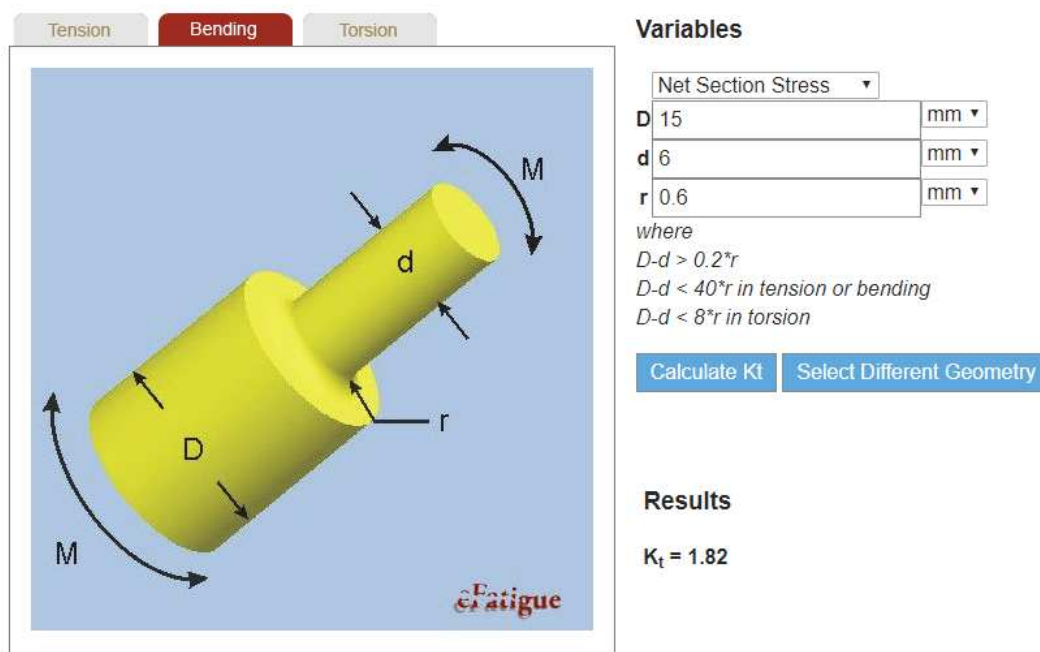 Tension Bending Torsion
M
d
r
D
M
eFatigue
Variables
Net Section Stress
D 15 mm
d 6 mm
r 0.6 mm
where
D-d > 0.2*r
D-d < 40*r in tension or bending
D-d < 8*r in torsion
Calculate Kt Select Different Geometry
Results
Kt = 1.82